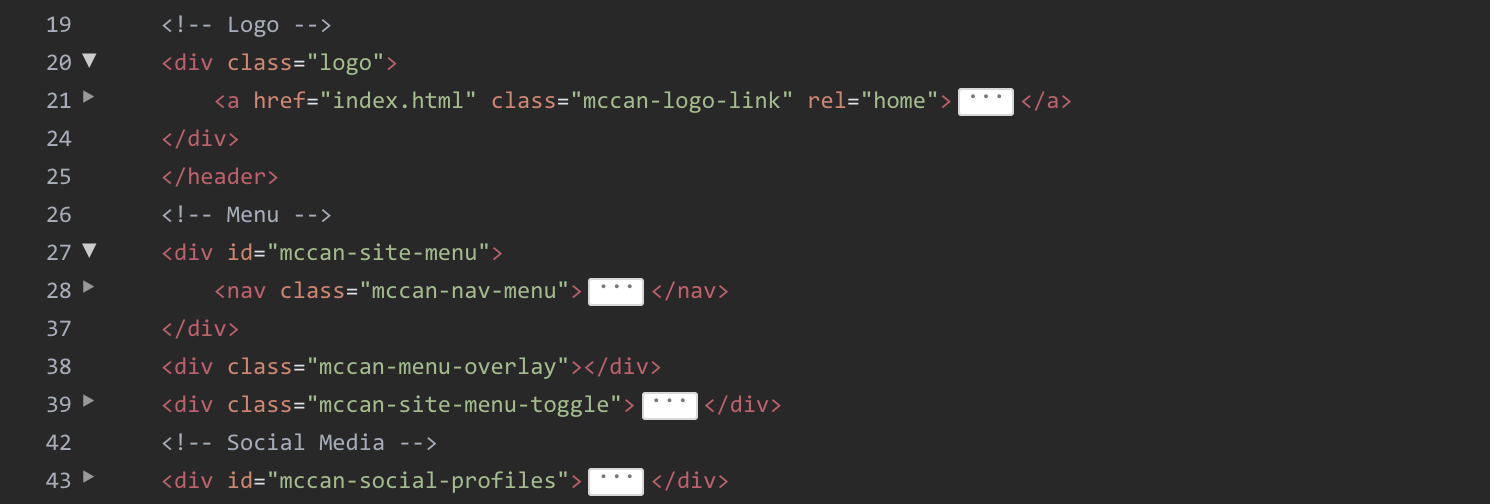 19 <!-- Logo -->
20 <div class="logo">
21 <a href="index.html" class="mccan-logo-link" rel="home">...</a>
24 </div>
25 </header>
26 <!-- Menu -->
27 <div id="mccan-site-menu">
28 <nav class="mccan-nav-menu">...</nav>
37 </div>
38 <div class="mccan-menu-overlay"></div>
39 <div class="mccan-site-menu-toggle">...</div>
42 <!-- Social Media -->
43 <div id="mccan-social-profiles">...</div>